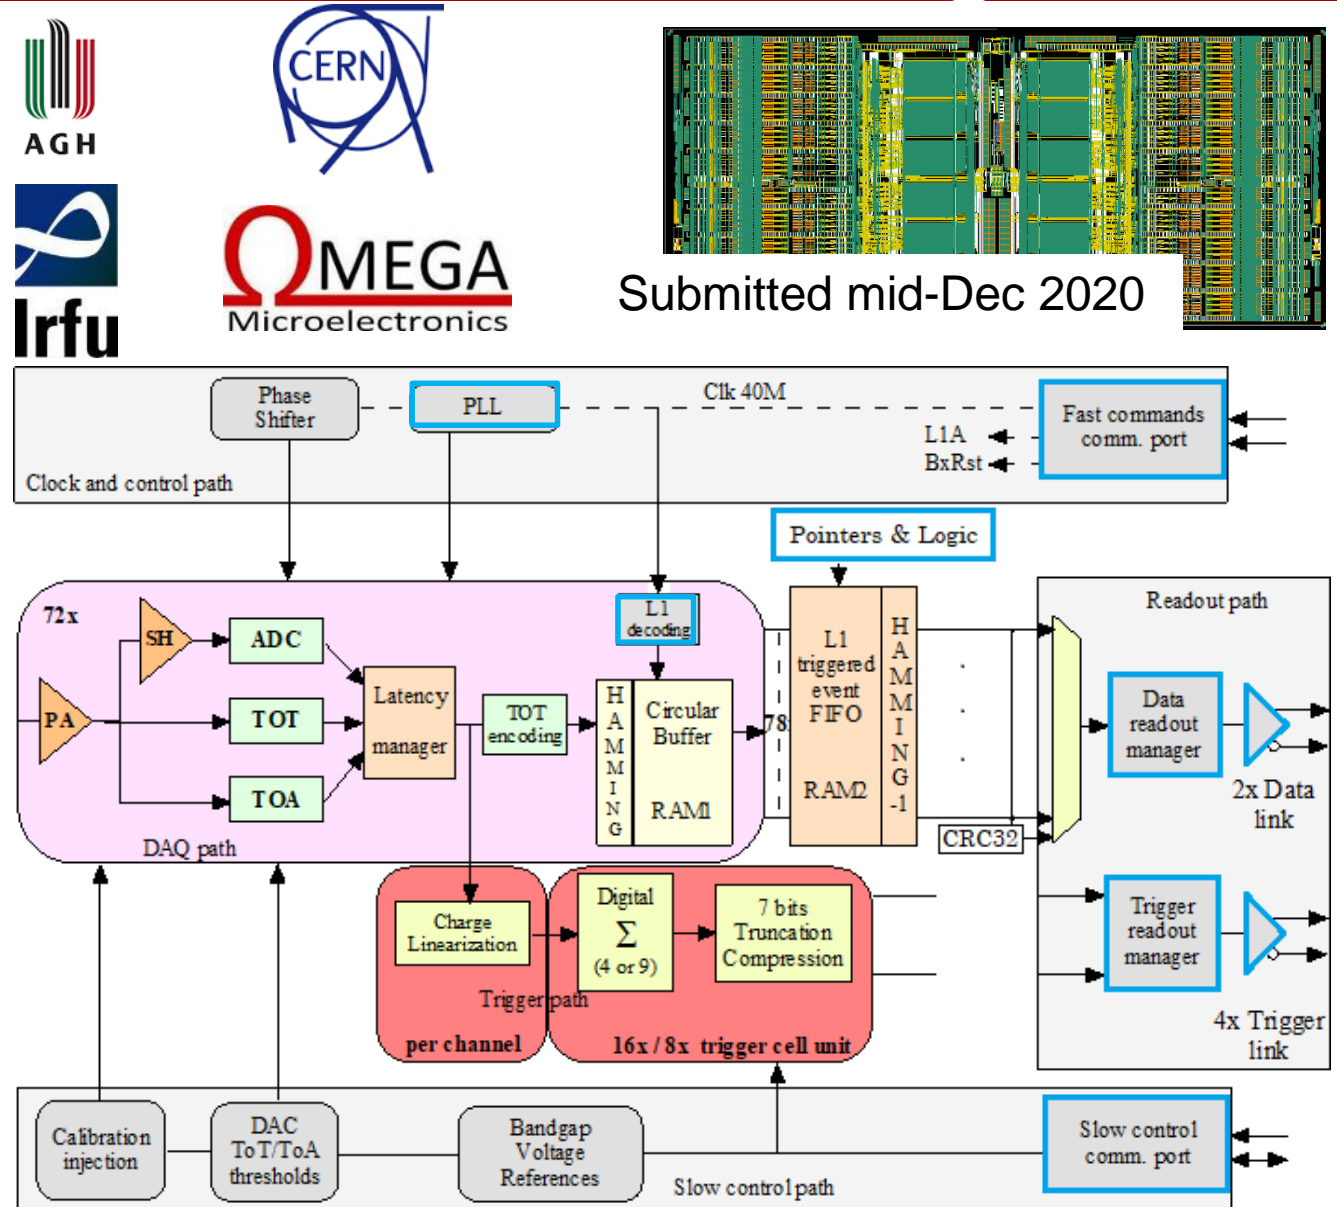 AGH
CERN
Irfu
ΩMEGA
Microelectronics
Submitted mid-Dec 2020
Phase
Shifter
PLL
Clk 40M
L1A
BxRst
Fast commands
comm. port
Clock and control path
Pointers & Logic
72x
SH
PA
ADC
TOT
TOA
Latency
manager
TOT
encoding
L1
decoding
HAMMING
Circular
Buffer
RAM1
DAQ path
78
L1
triggered
event
FIFO
RAM2
HAMMING
-1
CRC32
Readout path
Data
readout
manager
2x Data
link
Trigger
readout
manager
4x Trigger
link
Charge
Linearization
Digital
Σ
(4 or 9)
7 bits
Truncation
Compression
Trigger path
per channel
16x / 8x trigger cell unit
Calibration
injection
DAC
ToT/ToA
thresholds
Bandgap
Voltage
References
Slow control path
Slow control
comm. port